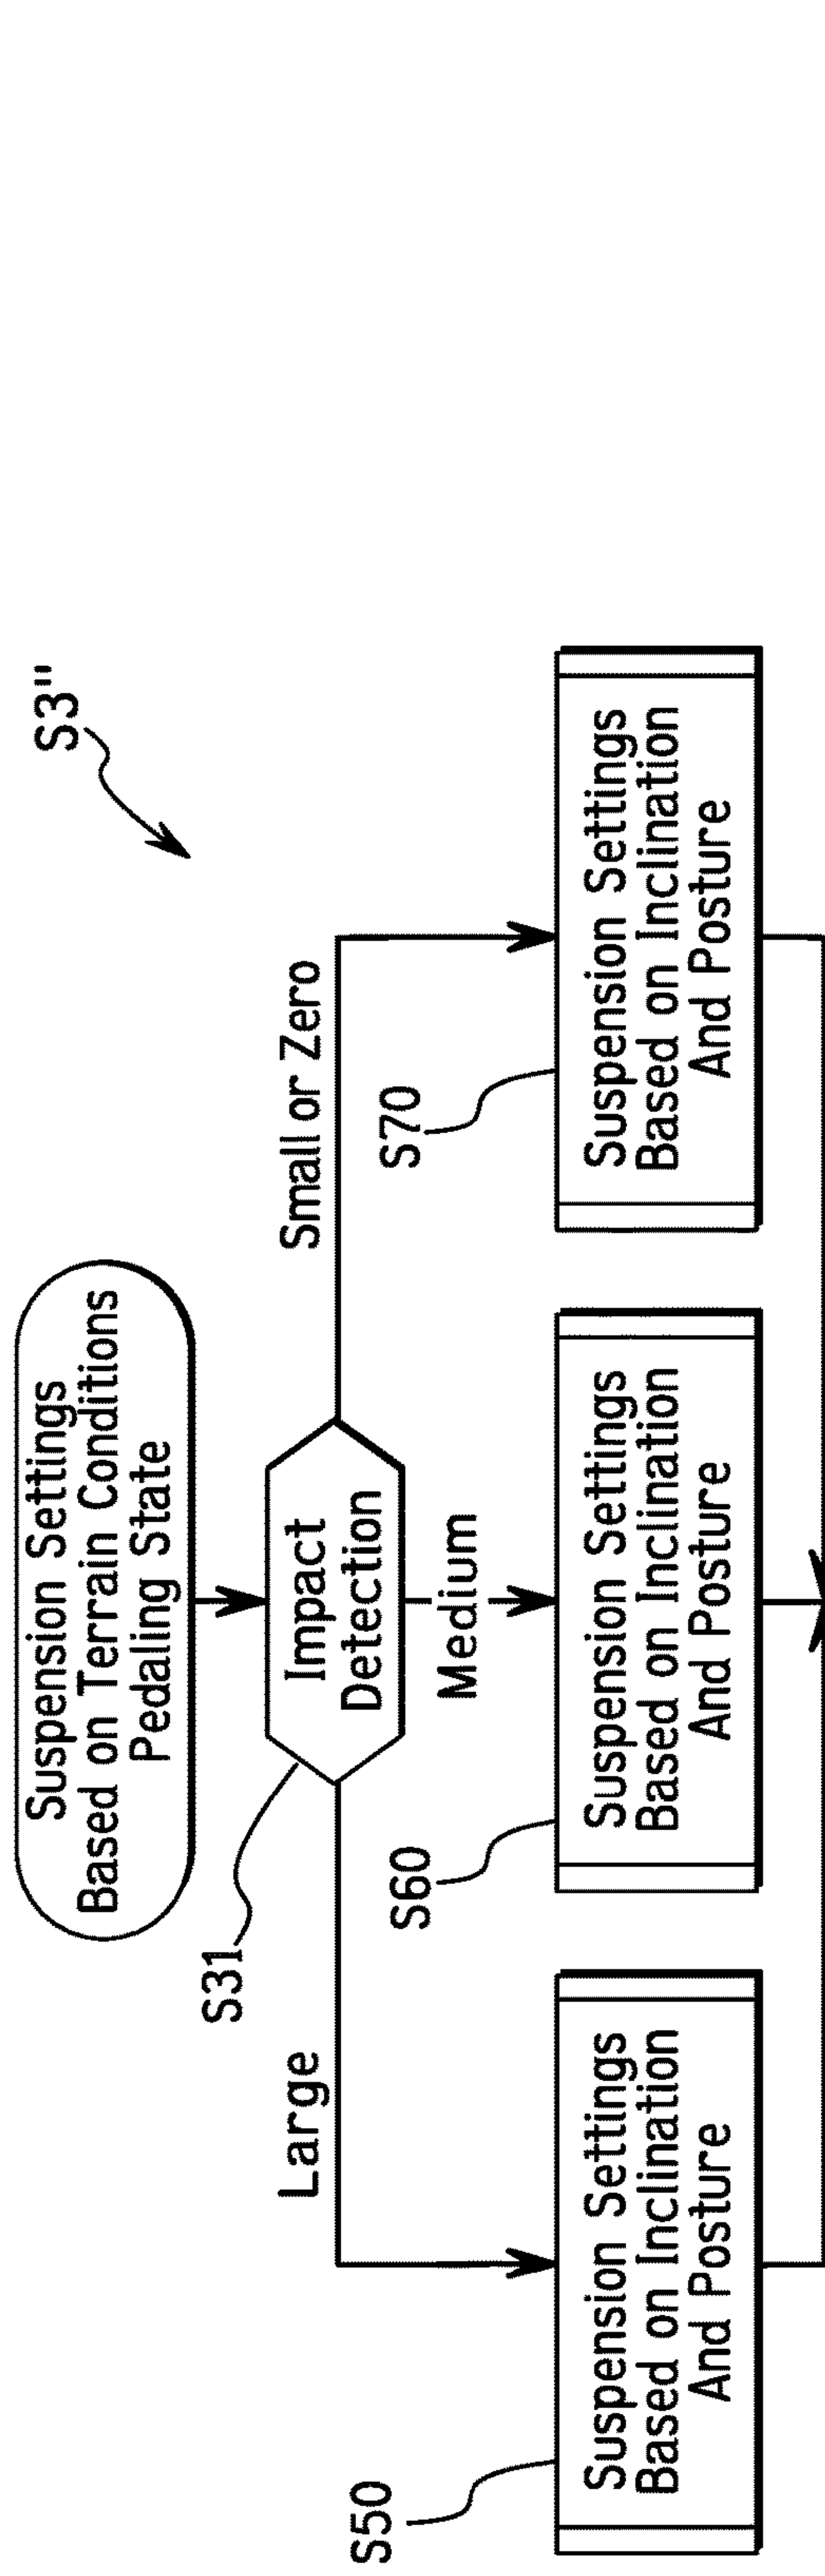 S3"
Suspension Settings
Based on Terrain Conditions
Pedaling State
S31
Impact
Detection
Large
Medium
Small or Zero
S50
Suspension Settings
Based on Inclination
And Posture
S60
Suspension Settings
Based on Inclination
And Posture
S70
Suspension Settings
Based on Inclination
And Posture